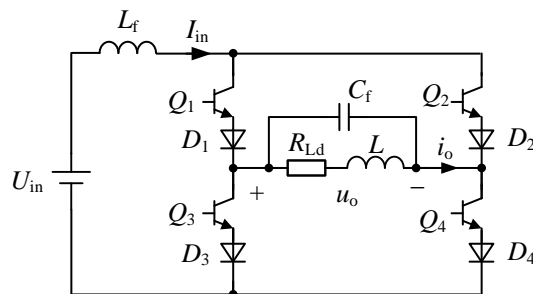 Lf Iin
Q1 Cf Q2
D1 RLd L io D2
Uin + uo −
Q3 Q4
D3 D4